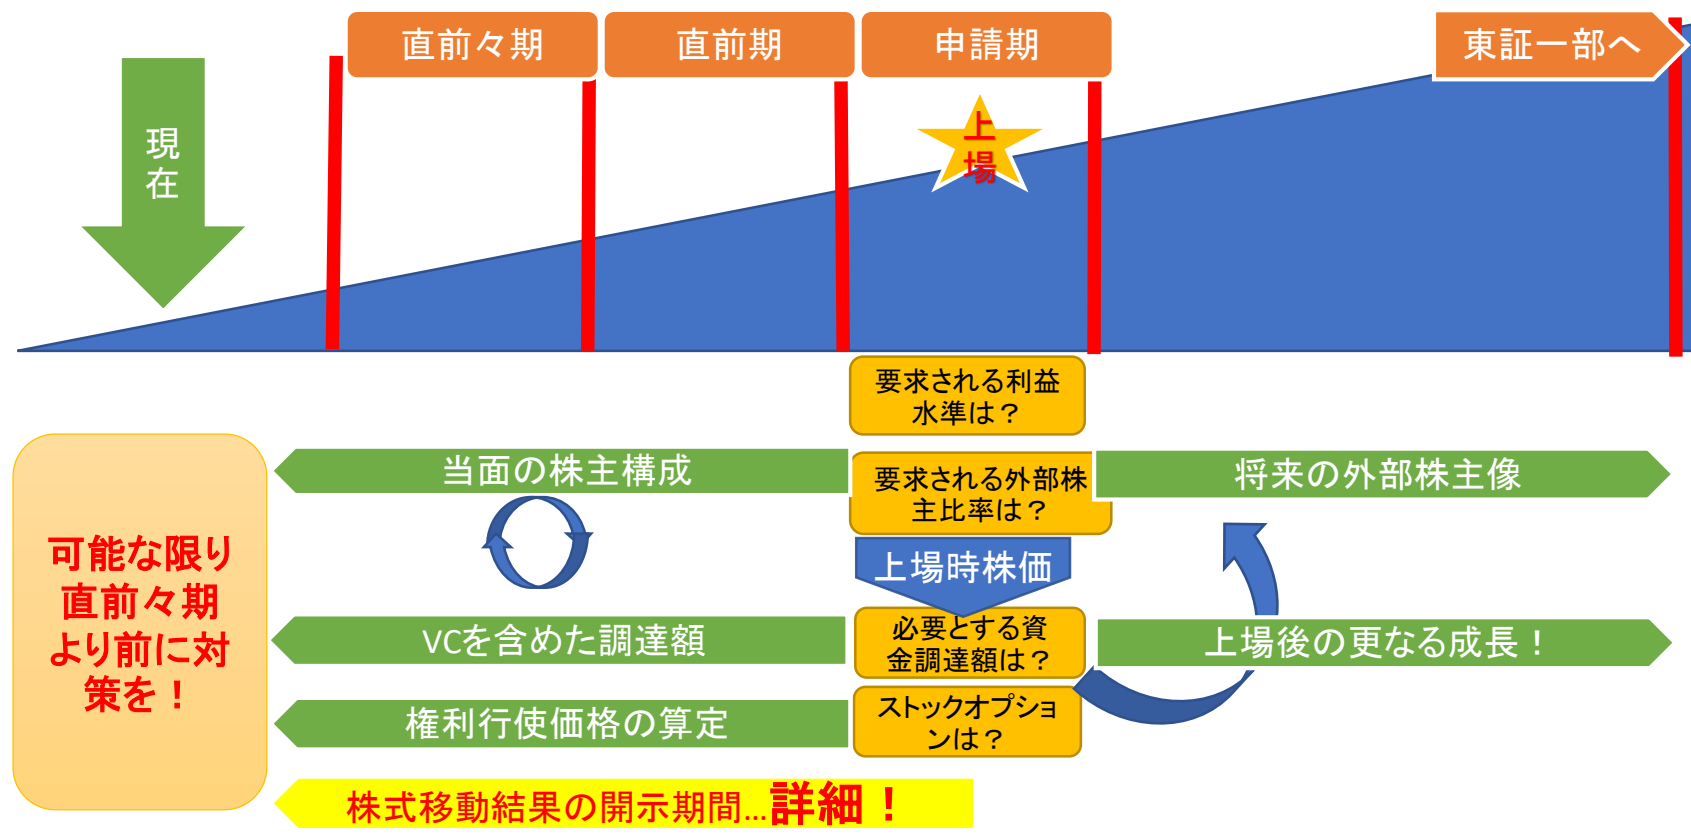 直前々期
直前期
申請期
東証一部へ
現
在
上
場
要求される利益
水準は？
当面の株主構成
要求される外部株
主比率は？
将来の外部株主像
上場時株価
可能な限り
直前々期
より前に対
策を！
VCを含めた調達額
必要とする資
金調達額は？
上場後の更なる成長！
権利行使価格の算定
ストックオプショ
ンは？
株式移動結果の開示期間...詳細！